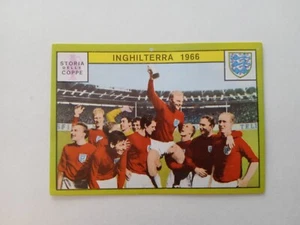 INGHILTERRA 1966
STORIA
DELLE
COPPE